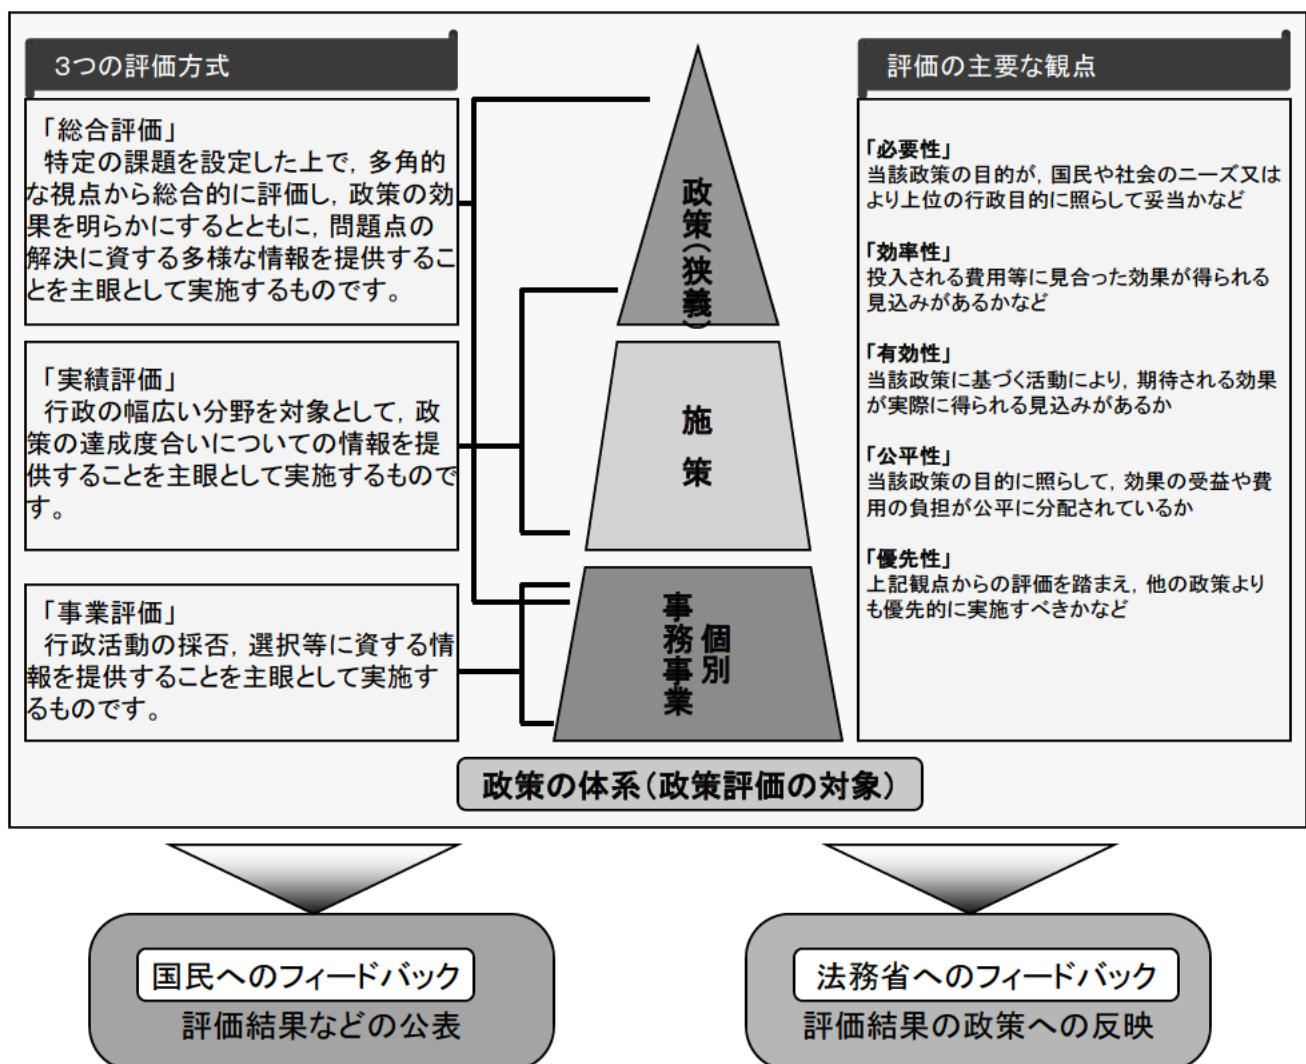 3つの評価方式
「総合評価」
特定の課題を設定した上で，多角的
な視点から総合的に評価し，政策の効
果を明らかにするとともに，問題点の
解決に資する多様な情報を提供するこ
とを主眼として実施するものです。
「実績評価」
行政の幅広い分野を対象として，政
策の達成度合いについての情報を提
供することを主眼として実施するもので
す。
「事業評価」
行政活動の採否，選択等に資する情
報を提供することを主眼として実施す
るものです。
政策（狭義）
施策
個別
事務事業
政策の体系（政策評価の対象）
評価の主要な観点
「必要性」
当該政策の目的が，国民や社会のニーズ又は
より上位の行政目的に照らして妥当かなど
「効率性」
投入される費用等に見合った効果が得られる
見込みがあるかなど
「有効性」
当該政策に基づく活動により，期待される効果
が実際に得られる見込みがあるか
「公平性」
当該政策の目的に照らして，効果の受益や費
用の負担が公平に分配されているか
「優先性」
上記観点からの評価を踏まえ，他の政策より
も優先的に実施すべきかなど
国民へのフィードバック
評価結果などの公表
法務省へのフィードバック
評価結果の政策への反映